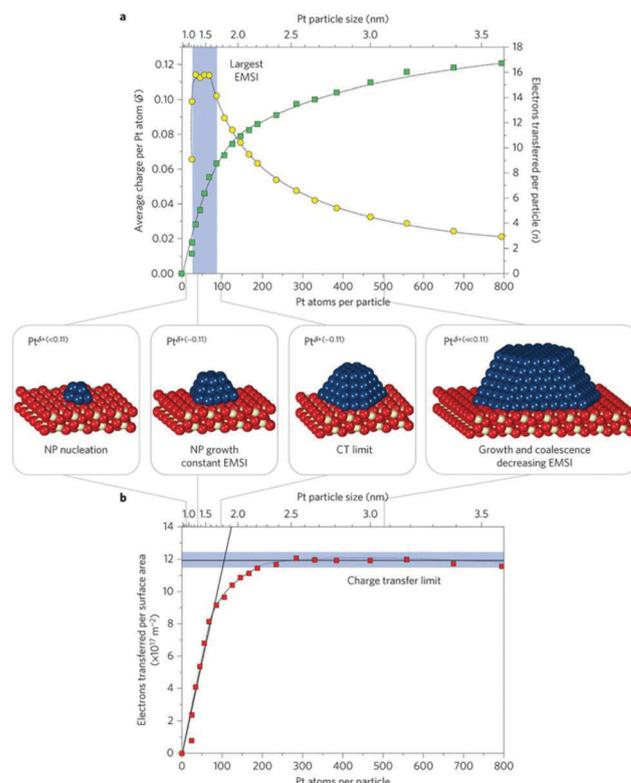 Pt particle size (nm)
a
1.0 1.5 2.0 2.5 3.0 3.5
Largest
EMSI
Average charge per Pt atom (δ̄)
0.12
0.10
0.08
0.06
0.04
0.02
0.00
Electrons transferred per particle (n)
18
16
14
12
10
8
6
4
2
0
0 100 200 300 400 500 600 700 800
Pt atoms per particle
Ptδ+(<0.11)
NP nucleation
Ptδ+(~0.11)
NP growth
constant EMSI
Ptδ+(~0.11)
CT limit
Ptδ+(≪0.11)
Growth and coalescence
decreasing EMSI
b
Pt particle size (nm)
1.0 1.5 2.0 2.5 3.0 3.5
Electrons transferred per surface area
(×10¹⁷ m⁻²)
14
12
10
8
6
4
2
0
Charge transfer limit
0 100 200 300 400 500 600 700 800
Pt atoms per particle